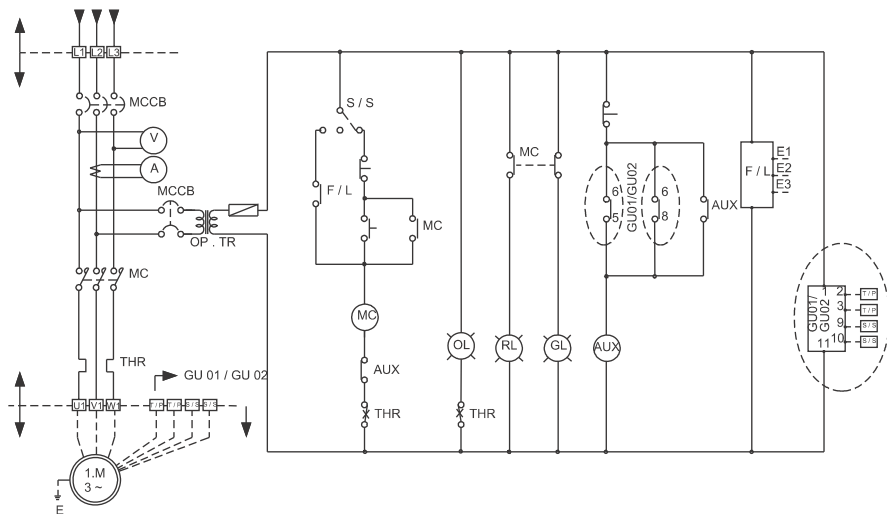 L1 L2 L3
MCCB
V
A
MCCB
OP . TR
MC
THR
GU 01 / GU 02
U1 V1 W1 T / P T / P S / S S / S
1.M
3 ~
E
S / S
F / L
MC
MC
AUX
THR
OL
THR
MC
RL
GL
6
5
GU01/GU02
6
8
AUX
AUX
F / L
E1
E2
E3
GU01/
GU02
1
2 T / P
3 T / P
9 S / S
10 S / S
11